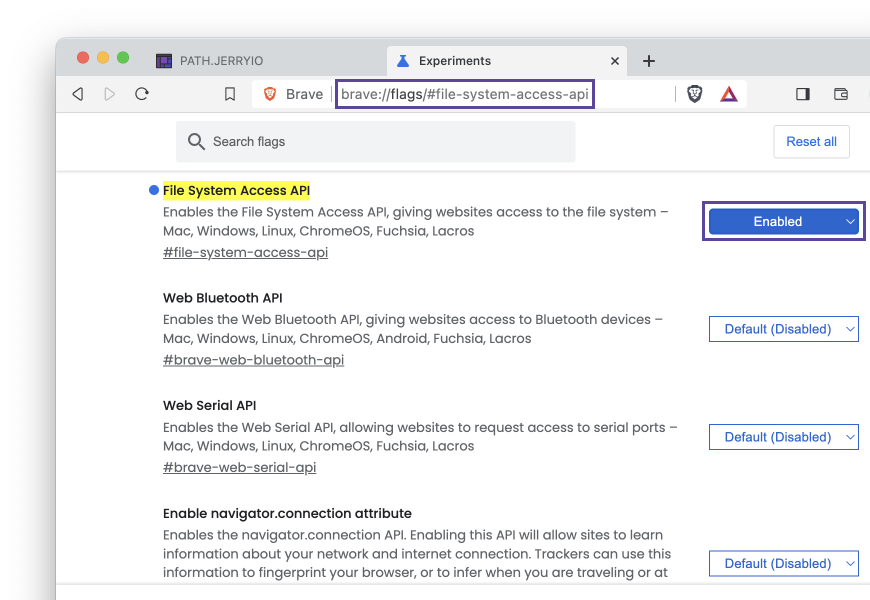 PATH.JERRYIO
Experiments
Brave
brave://flags/#file-system-access-api
Search flags
Reset all
File System Access API
Enables the File System Access API, giving websites access to the file system –
Mac, Windows, Linux, ChromeOS, Fuchsia, Lacros
#file-system-access-api
Enabled
Web Bluetooth API
Enables the Web Bluetooth API, giving websites access to Bluetooth devices –
Mac, Windows, Linux, ChromeOS, Android, Fuchsia, Lacros
#brave-web-bluetooth-api
Default (Disabled)
Web Serial API
Enables the Web Serial API, allowing websites to request access to serial ports –
Mac, Windows, Linux, ChromeOS, Fuchsia, Lacros
#brave-web-serial-api
Default (Disabled)
Enable navigator.connection attribute
Enables the navigator.connection API. Enabling this API will allow sites to learn
information about your network and internet connection. Trackers can use this
information to fingerprint your browser, or to infer when you are traveling or at
Default (Disabled)